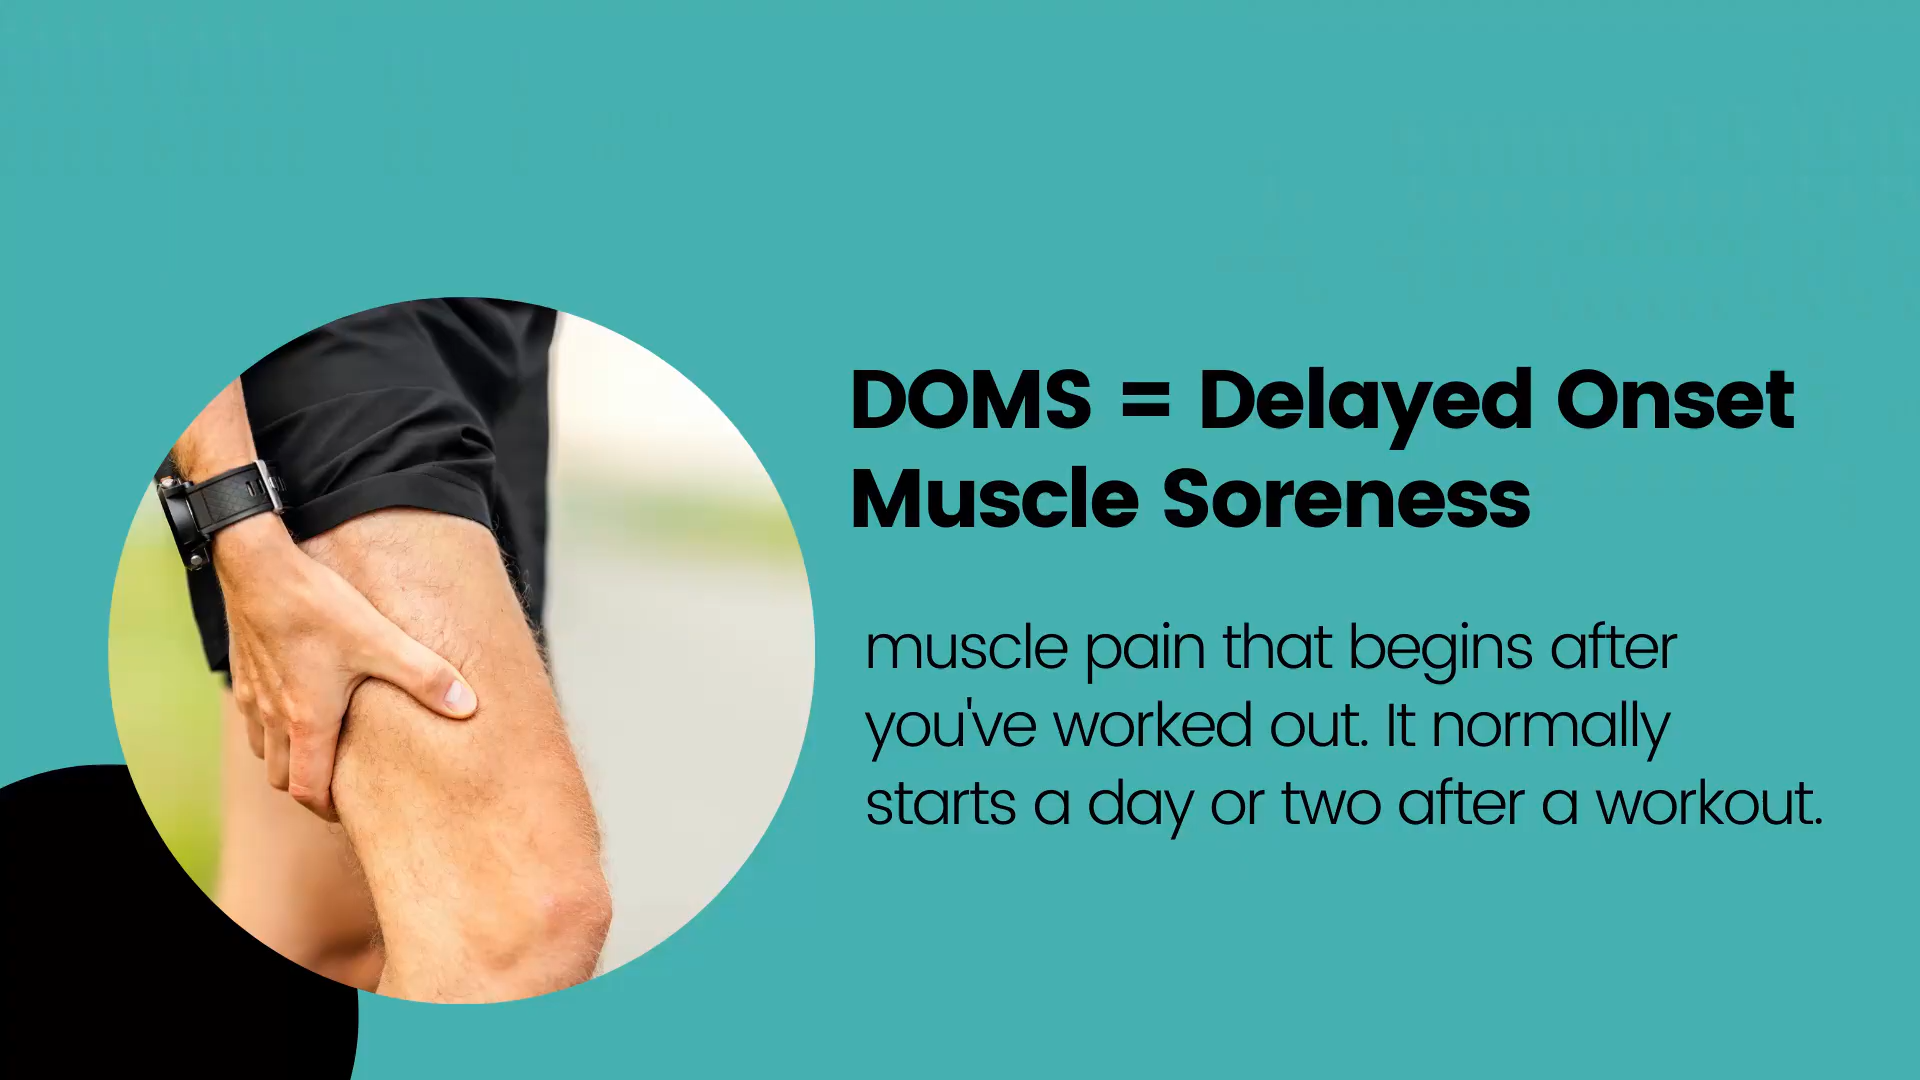 DOMS = Delayed Onset
Muscle Soreness
muscle pain that begins after
you've worked out. It normally
starts a day or two after a workout.